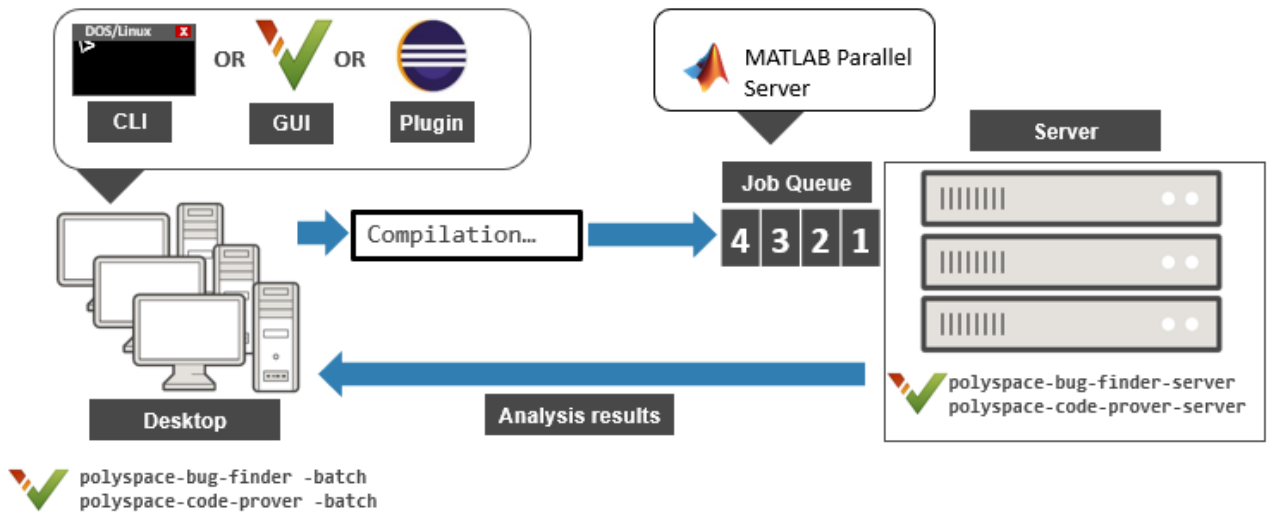 DOS/Linux X
\>
OR
OR
CLI
GUI
Plugin
MATLAB Parallel
Server
Server
Job Queue
4 3 2 1
Compilation…
Analysis results
Desktop
polyspace-bug-finder-server
polyspace-code-prover-server
polyspace-bug-finder -batch
polyspace-code-prover -batch